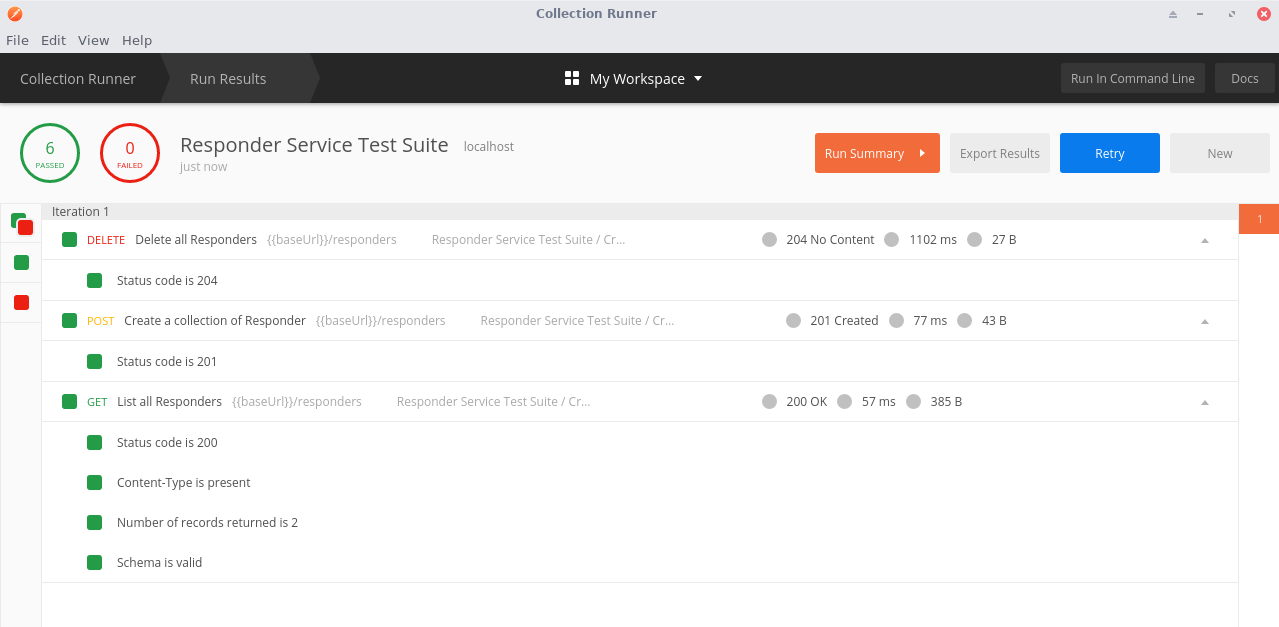 Collection Runner
File Edit View Help
Collection Runner Run Results My Workspace Run In Command Line Docs
6 PASSED
0 FAILED
Responder Service Test Suite localhost
just now
Run Summary Export Results Retry New
Iteration 1
1
DELETE Delete all Responders {{baseUrl}}/responders Responder Service Test Suite / Cr... 204 No Content 1102 ms 27 B
Status code is 204
POST Create a collection of Responder {{baseUrl}}/responders Responder Service Test Suite / Cr... 201 Created 77 ms 43 B
Status code is 201
GET List all Responders {{baseUrl}}/responders Responder Service Test Suite / Cr... 200 OK 57 ms 385 B
Status code is 200
Content-Type is present
Number of records returned is 2
Schema is valid